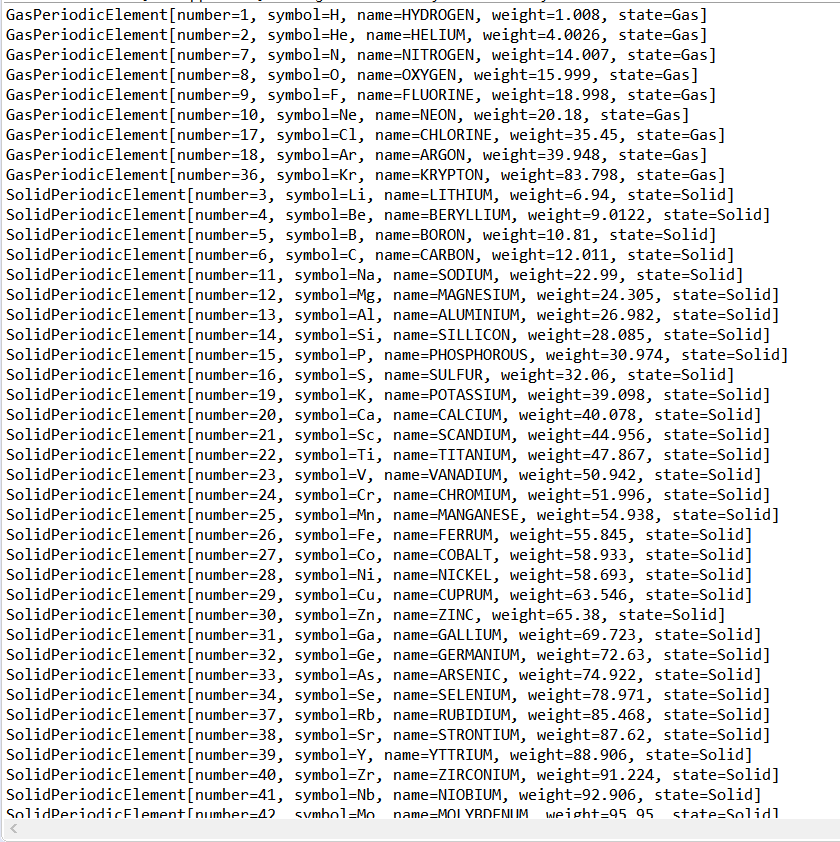 GasPeriodicElement[number=1, symbol=H, name=HYDROGEN, weight=1.008, state=Gas]
GasPeriodicElement[number=2, symbol=He, name=HELIUM, weight=4.0026, state=Gas]
GasPeriodicElement[number=7, symbol=N, name=NITROGEN, weight=14.007, state=Gas]
GasPeriodicElement[number=8, symbol=O, name=OXYGEN, weight=15.999, state=Gas]
GasPeriodicElement[number=9, symbol=F, name=FLUORINE, weight=18.998, state=Gas]
GasPeriodicElement[number=10, symbol=Ne, name=NEON, weight=20.18, state=Gas]
GasPeriodicElement[number=17, symbol=Cl, name=CHLORINE, weight=35.45, state=Gas]
GasPeriodicElement[number=18, symbol=Ar, name=ARGON, weight=39.948, state=Gas]
GasPeriodicElement[number=36, symbol=Kr, name=KRYPTON, weight=83.798, state=Gas]
SolidPeriodicElement[number=3, symbol=Li, name=LITHIUM, weight=6.94, state=Solid]
SolidPeriodicElement[number=4, symbol=Be, name=BERYLLIUM, weight=9.0122, state=Solid]
SolidPeriodicElement[number=5, symbol=B, name=BORON, weight=10.81, state=Solid]
SolidPeriodicElement[number=6, symbol=C, name=CARBON, weight=12.011, state=Solid]
SolidPeriodicElement[number=11, symbol=Na, name=SODIUM, weight=22.99, state=Solid]
SolidPeriodicElement[number=12, symbol=Mg, name=MAGNESIUM, weight=24.305, state=Solid]
SolidPeriodicElement[number=13, symbol=Al, name=ALUMINIUM, weight=26.982, state=Solid]
SolidPeriodicElement[number=14, symbol=Si, name=SILLICON, weight=28.085, state=Solid]
SolidPeriodicElement[number=15, symbol=P, name=PHOSPHOROUS, weight=30.974, state=Solid]
SolidPeriodicElement[number=16, symbol=S, name=SULFUR, weight=32.06, state=Solid]
SolidPeriodicElement[number=19, symbol=K, name=POTASSIUM, weight=39.098, state=Solid]
SolidPeriodicElement[number=20, symbol=Ca, name=CALCIUM, weight=40.078, state=Solid]
SolidPeriodicElement[number=21, symbol=Sc, name=SCANDIUM, weight=44.956, state=Solid]
SolidPeriodicElement[number=22, symbol=Ti, name=TITANIUM, weight=47.867, state=Solid]
SolidPeriodicElement[number=23, symbol=V, name=VANADIUM, weight=50.942, state=Solid]
SolidPeriodicElement[number=24, symbol=Cr, name=CHROMIUM, weight=51.996, state=Solid]
SolidPeriodicElement[number=25, symbol=Mn, name=MANGANESE, weight=54.938, state=Solid]
SolidPeriodicElement[number=26, symbol=Fe, name=FERRUM, weight=55.845, state=Solid]
SolidPeriodicElement[number=27, symbol=Co, name=COBALT, weight=58.933, state=Solid]
SolidPeriodicElement[number=28, symbol=Ni, name=NICKEL, weight=58.693, state=Solid]
SolidPeriodicElement[number=29, symbol=Cu, name=CUPRUM, weight=63.546, state=Solid]
SolidPeriodicElement[number=30, symbol=Zn, name=ZINC, weight=65.38, state=Solid]
SolidPeriodicElement[number=31, symbol=Ga, name=GALLIUM, weight=69.723, state=Solid]
SolidPeriodicElement[number=32, symbol=Ge, name=GERMANIUM, weight=72.63, state=Solid]
SolidPeriodicElement[number=33, symbol=As, name=ARSENIC, weight=74.922, state=Solid]
SolidPeriodicElement[number=34, symbol=Se, name=SELENIUM, weight=78.971, state=Solid]
SolidPeriodicElement[number=37, symbol=Rb, name=RUBIDIUM, weight=85.468, state=Solid]
SolidPeriodicElement[number=38, symbol=Sr, name=STRONTIUM, weight=87.62, state=Solid]
SolidPeriodicElement[number=39, symbol=Y, name=YTTRIUM, weight=88.906, state=Solid]
SolidPeriodicElement[number=40, symbol=Zr, name=ZIRCONIUM, weight=91.224, state=Solid]
SolidPeriodicElement[number=41, symbol=Nb, name=NIOBIUM, weight=92.906, state=Solid]
SolidPeriodicElement[number=42, symbol=Mo, name=MOLYBDENUM, weight=95.95, state=Solid]